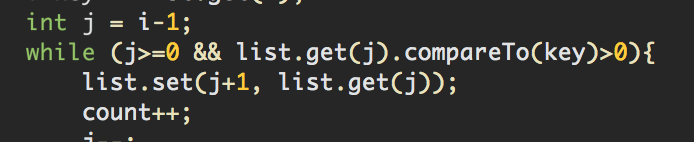 int j = i-1;
while (j>=0 && list.get(j).compareTo(key)>0){
list.set(j+1, list.get(j));
count++;